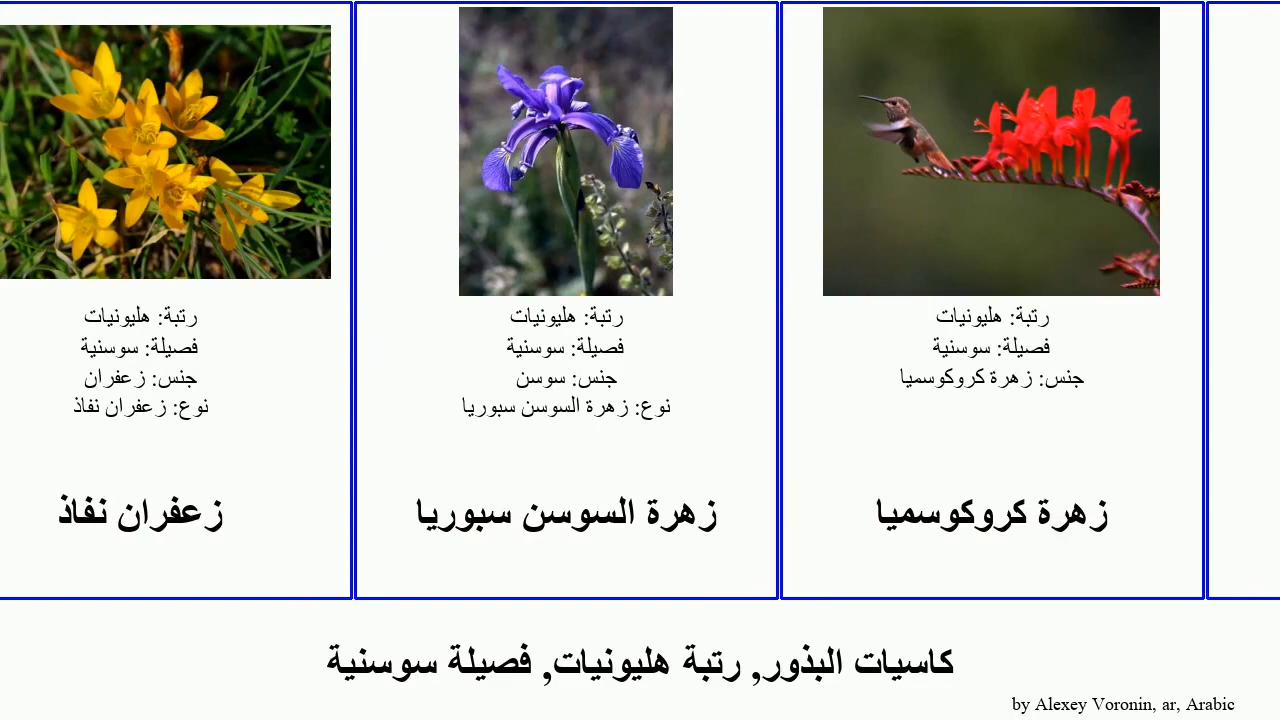 رتبة: هليونيات
فصيلة: سوسنية
جنس: زعفران
نوع: زعفران نفاذ
زعفران نفاذ
رتبة: هليونيات
فصيلة: سوسنية
جنس: سوسن
نوع: زهرة السوسن سبوريا
زهرة السوسن سبوريا
رتبة: هليونيات
فصيلة: سوسنية
جنس: زهرة كروكوسميا
زهرة كروكوسميا
كاسيات البذور, رتبة هليونيات, فصيلة سوسنية
by Alexey Voronin, ar, Arabic